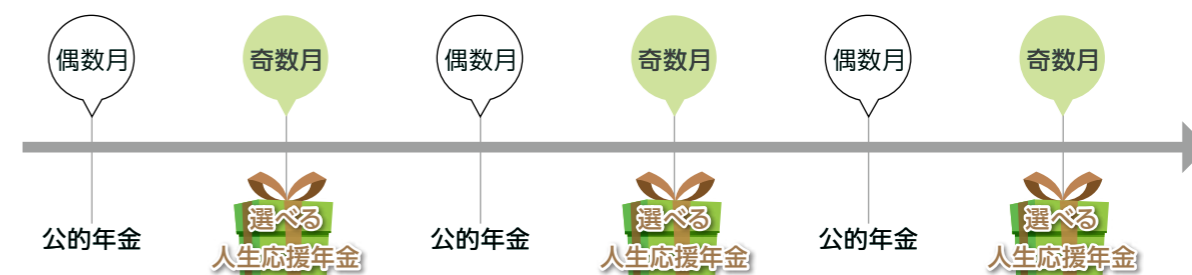 偶数月
奇数月
偶数月
奇数月
偶数月
奇数月
公的年金
選べる
人生応援年金
公的年金
選べる
人生応援年金
公的年金
選べる
人生応援年金